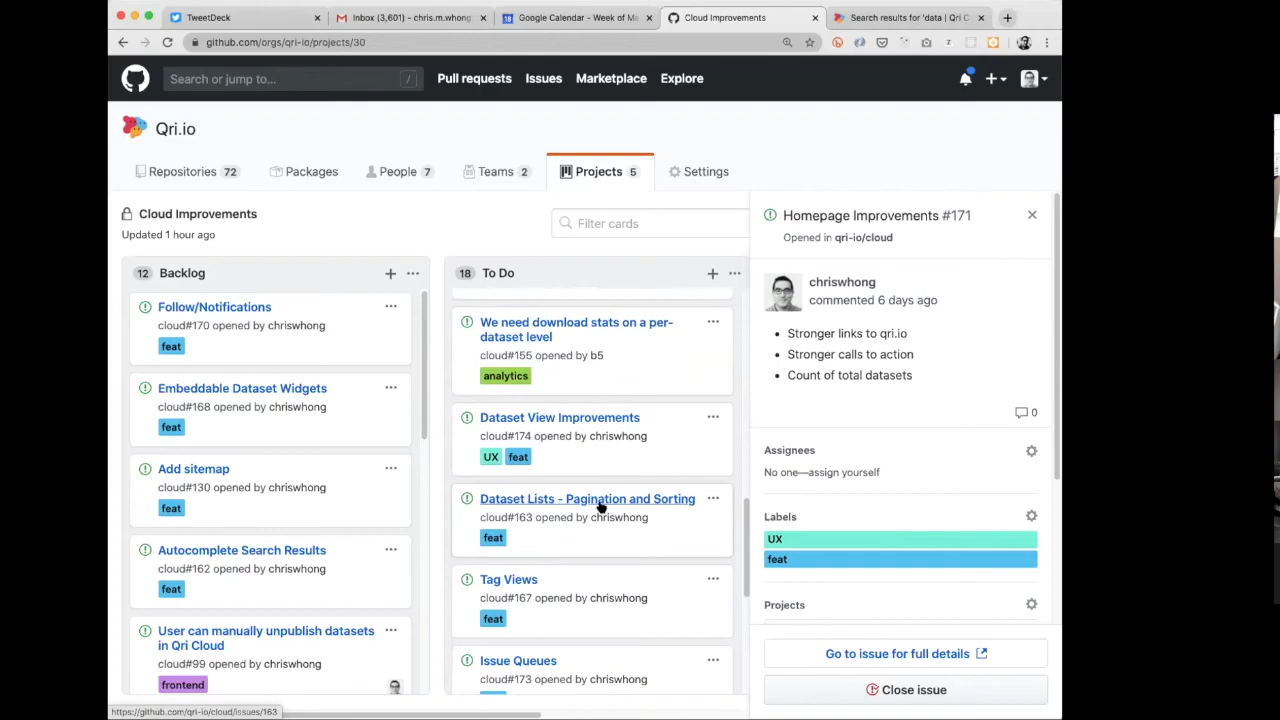 TweetDeck
Inbox (3,601) - chris.m.whong
Google Calendar - Week of Ma
Cloud Improvements
Search results for 'data | Qri C
github.com/orgs/qri-io/projects/30
Search or jump to...
/
Pull requests
Issues
Marketplace
Explore
Qri.io
Repositories 72
Packages
People 7
Teams 2
Projects 5
Settings
Cloud Improvements
Updated 1 hour ago
Filter cards
12 Backlog
Follow/Notifications
cloud#170 opened by chriswhong
feat
Embeddable Dataset Widgets
cloud#168 opened by chriswhong
feat
Add sitemap
cloud#130 opened by chriswhong
feat
Autocomplete Search Results
cloud#162 opened by chriswhong
feat
User can manually unpublish datasets
in Qri Cloud
cloud#99 opened by chriswhong
frontend
18 To Do
We need download stats on a per-
dataset level
cloud#155 opened by b5
analytics
Dataset View Improvements
cloud#174 opened by chriswhong
UX feat
Dataset Lists - Pagination and Sorting
cloud#163 opened by chriswhong
feat
Tag Views
cloud#167 opened by chriswhong
feat
Issue Queues
cloud#173 opened by chriswhong
Homepage Improvements #171
Opened in qri-io/cloud
chriswhong
commented 6 days ago
• Stronger links to qri.io
• Stronger calls to action
• Count of total datasets
0
Assignees
No one—assign yourself
Labels
UX
feat
Projects
Go to issue for full details
Close issue
https://github.com/qri-io/cloud/issues/163